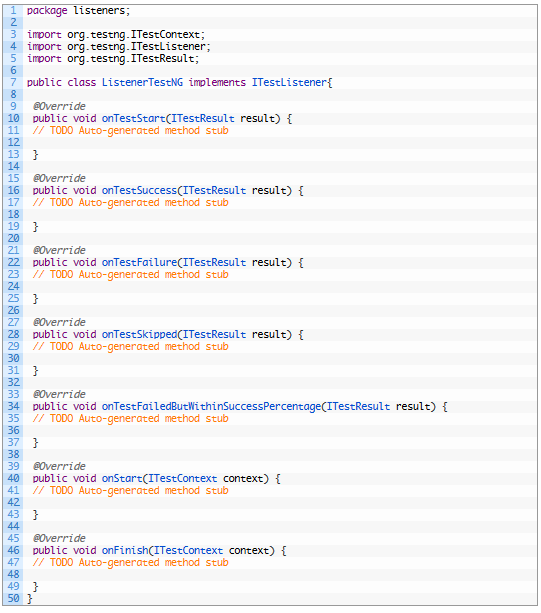 1 package listeners;
2
3 import org.testng.ITestContext;
4 import org.testng.ITestListener;
5 import org.testng.ITestResult;
6
7 public class ListenerTestNG implements ITestListener{
8
9 @Override
10 public void onTestStart(ITestResult result) {
11 // TODO Auto-generated method stub
12
13 }
14
15 @Override
16 public void onTestSuccess(ITestResult result) {
17 // TODO Auto-generated method stub
18
19 }
20
21 @Override
22 public void onTestFailure(ITestResult result) {
23 // TODO Auto-generated method stub
24
25 }
26
27 @Override
28 public void onTestSkipped(ITestResult result) {
29 // TODO Auto-generated method stub
30
31 }
32
33 @Override
34 public void onTestFailedButWithinSuccessPercentage(ITestResult result) {
35 // TODO Auto-generated method stub
36
37 }
38
39 @Override
40 public void onStart(ITestContext context) {
41 // TODO Auto-generated method stub
42
43 }
44
45 @Override
46 public void onFinish(ITestContext context) {
47 // TODO Auto-generated method stub
48
49 }
50 }